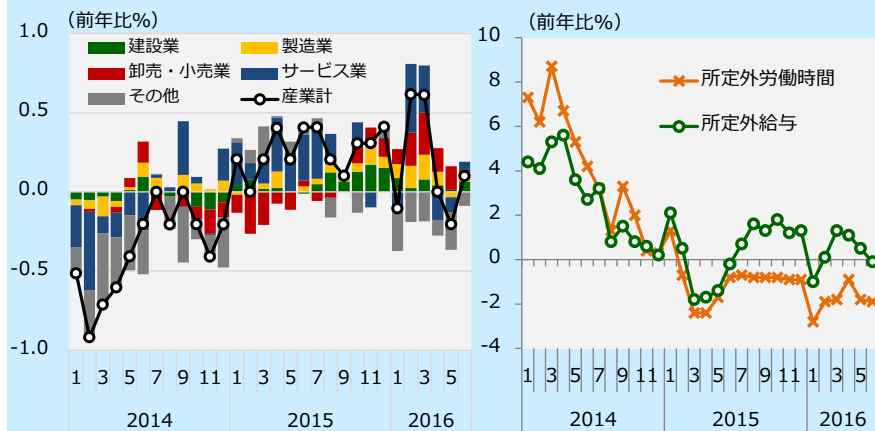 （前年比%）
1.0
0.5
0.0
-0.5
-1.0
建設業
製造業
卸売・小売業
サービス業
その他
産業計
1 3 5 7 9 11 1 3 5 7 9 11 1 3 5
2014 2015 2016
（前年比%）
10
8
6
4
2
0
-2
-4
所定外労働時間
所定外給与
1 3 5 7 9 11 1 3 5 7 9 11 1 3 5
2014 2015 2016